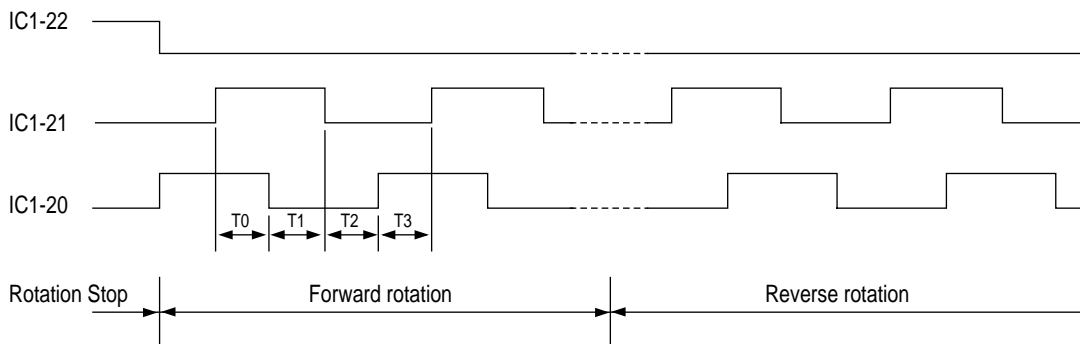 IC1-22
IC1-21
IC1-20
T0 T1 T2 T3
Rotation Stop Forward rotation Reverse rotation